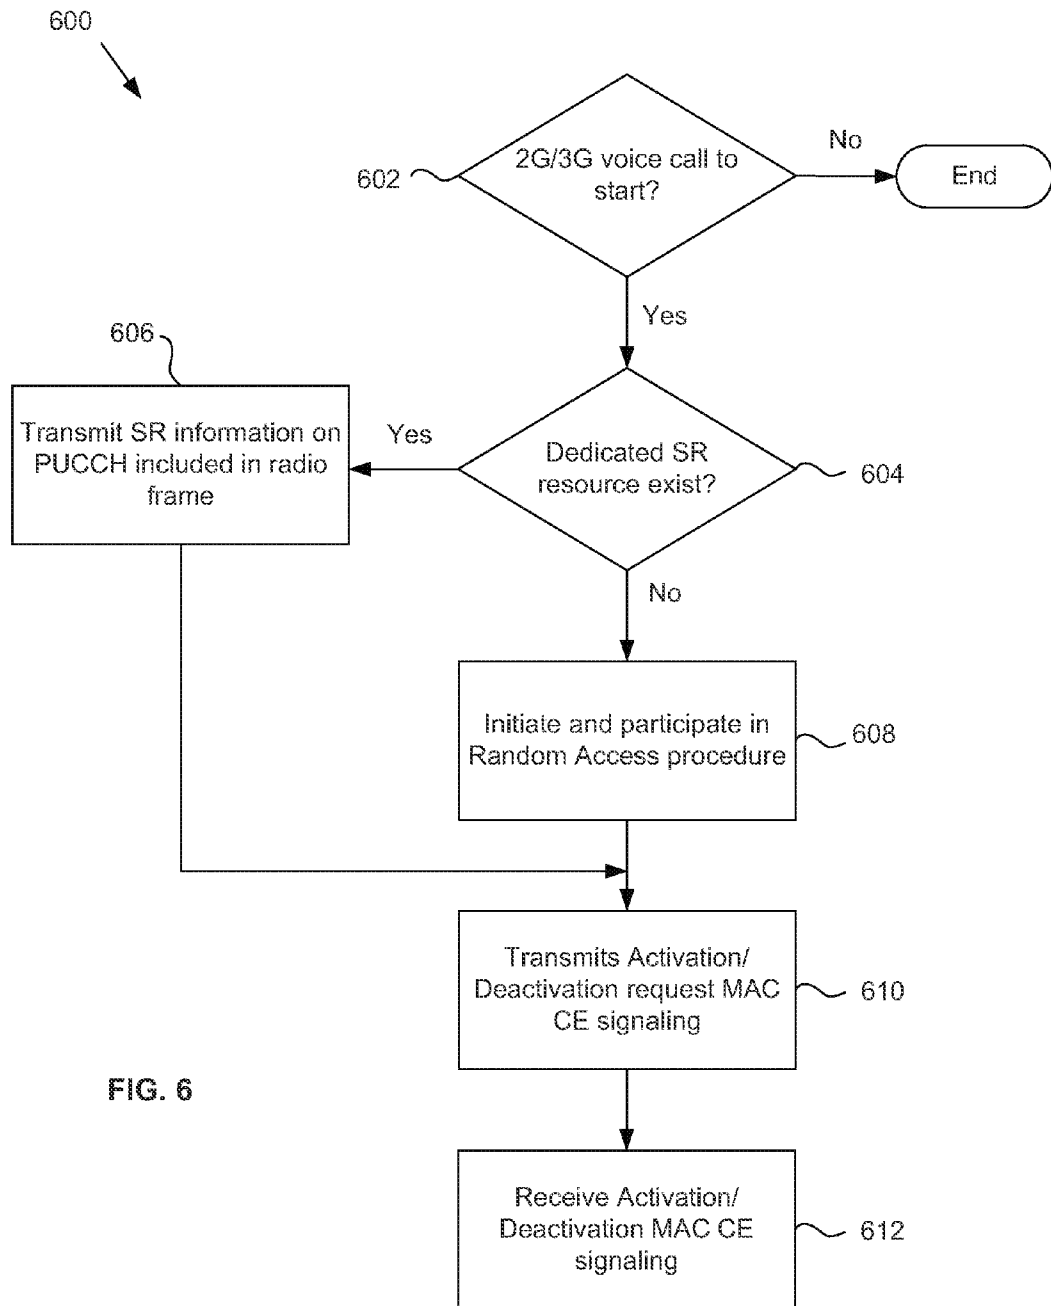 600
2G/3G voice call to
start?
602
No
End
Yes
606
Transmit SR information on
PUCCH included in radio
frame
Yes
Dedicated SR
resource exist?
604
No
Initiate and participate in
Random Access procedure
608
Transmits Activation/
Deactivation request MAC
CE signaling
610
FIG. 6
Receive Activation/
Deactivation MAC CE
signaling
612